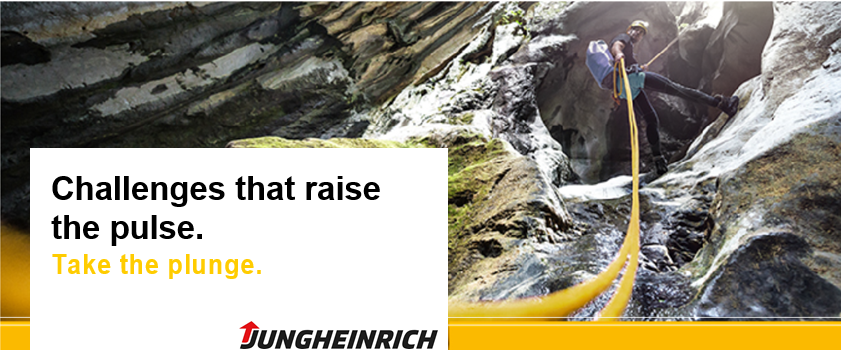 Challenges that raise
the pulse.
Take the plunge.
JUNGHEINRICH